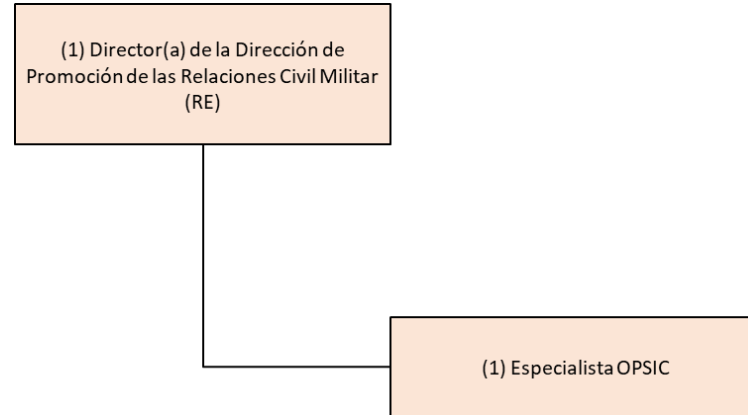 (1) Director(a) de la Dirección de
Promoción de las Relaciones Civil Militar
(RE)
(1) Especialista OPSIC